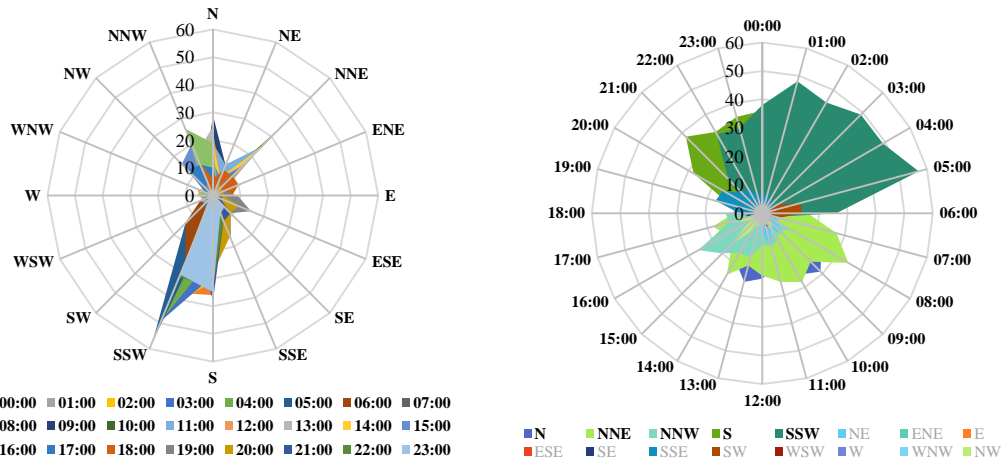 N
NNW
NE
NW
NNE
WNW
ENE
W
E
WSW
ESE
SW
SE
SSW
SSE
S
60
50
40
30
20
10
0
00:00 01:00 02:00 03:00 04:00 05:00 06:00 07:00
08:00 09:00 10:00 11:00 12:00 13:00 14:00 15:00
16:00 17:00 18:00 19:00 20:00 21:00 22:00 23:00
00:00
23:00
01:00
22:00
02:00
21:00
03:00
20:00
04:00
19:00
05:00
18:00
06:00
17:00
07:00
16:00
08:00
15:00
09:00
14:00
10:00
13:00
11:00
12:00
60
50
40
30
20
10
0
N NNE NNW S SSW NE ENE E
ESE SE SSE SW WSW W WNW NW